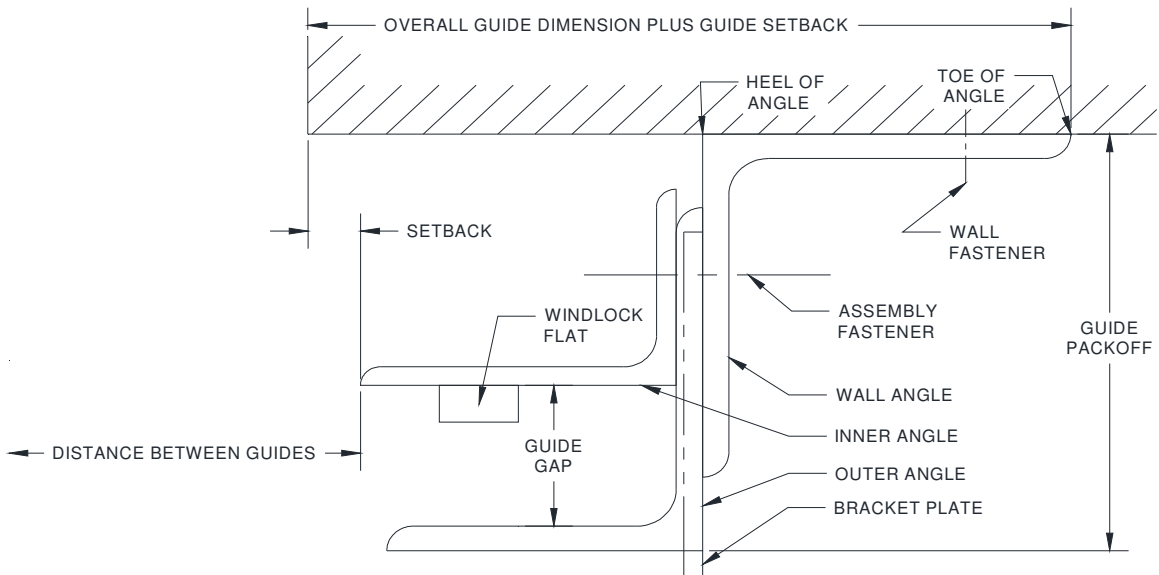 OVERALL GUIDE DIMENSION PLUS GUIDE SETBACK
HEEL OF
ANGLE
TOE OF
ANGLE
SETBACK
WALL
FASTENER
WINDLOCK
FLAT
ASSEMBLY
FASTENER
GUIDE
PACKOFF
WALL ANGLE
INNER ANGLE
DISTANCE BETWEEN GUIDES
GUIDE
GAP
OUTER ANGLE
BRACKET PLATE